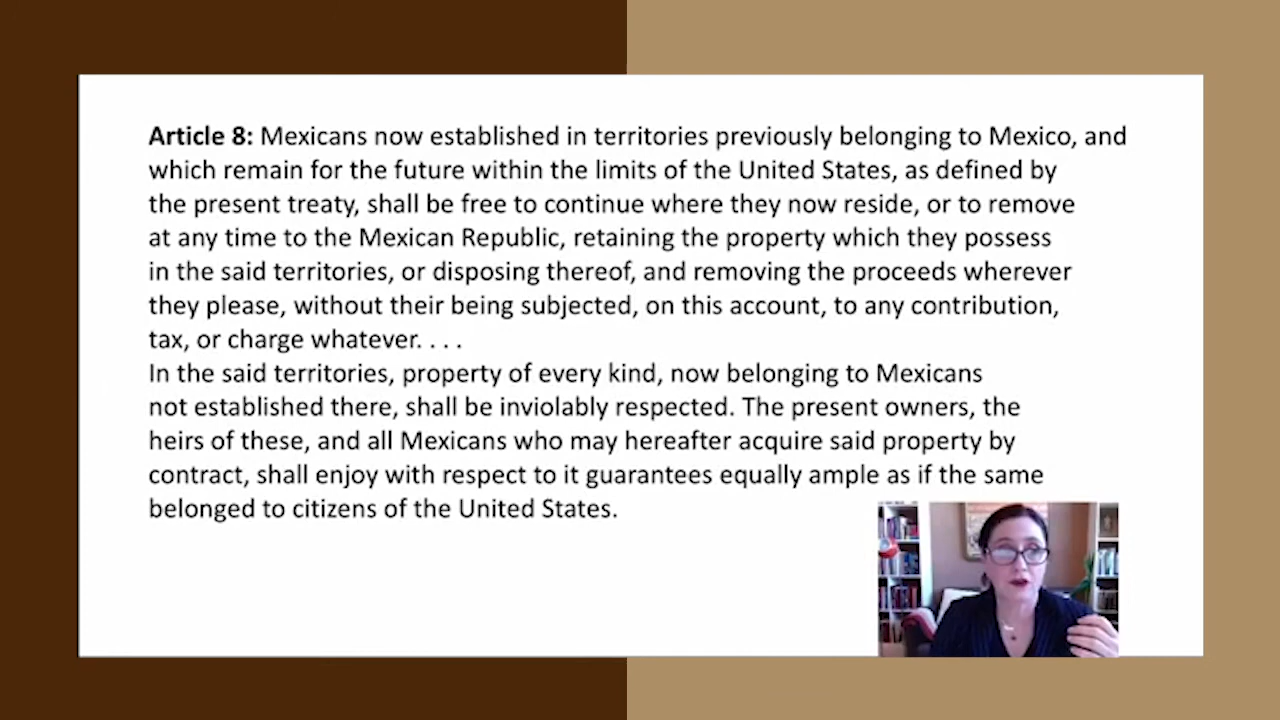 Article 8: Mexicans now established in territories previously belonging to Mexico, and
which remain for the future within the limits of the United States, as defined by
the present treaty, shall be free to continue where they now reside, or to remove
at any time to the Mexican Republic, retaining the property which they possess
in the said territories, or disposing thereof, and removing the proceeds wherever
they please, without their being subjected, on this account, to any contribution,
tax, or charge whatever. . . .
In the said territories, property of every kind, now belonging to Mexicans
not established there, shall be inviolably respected. The present owners, the
heirs of these, and all Mexicans who may hereafter acquire said property by
contract, shall enjoy with respect to it guarantees equally ample as if the same
belonged to citizens of the United States.